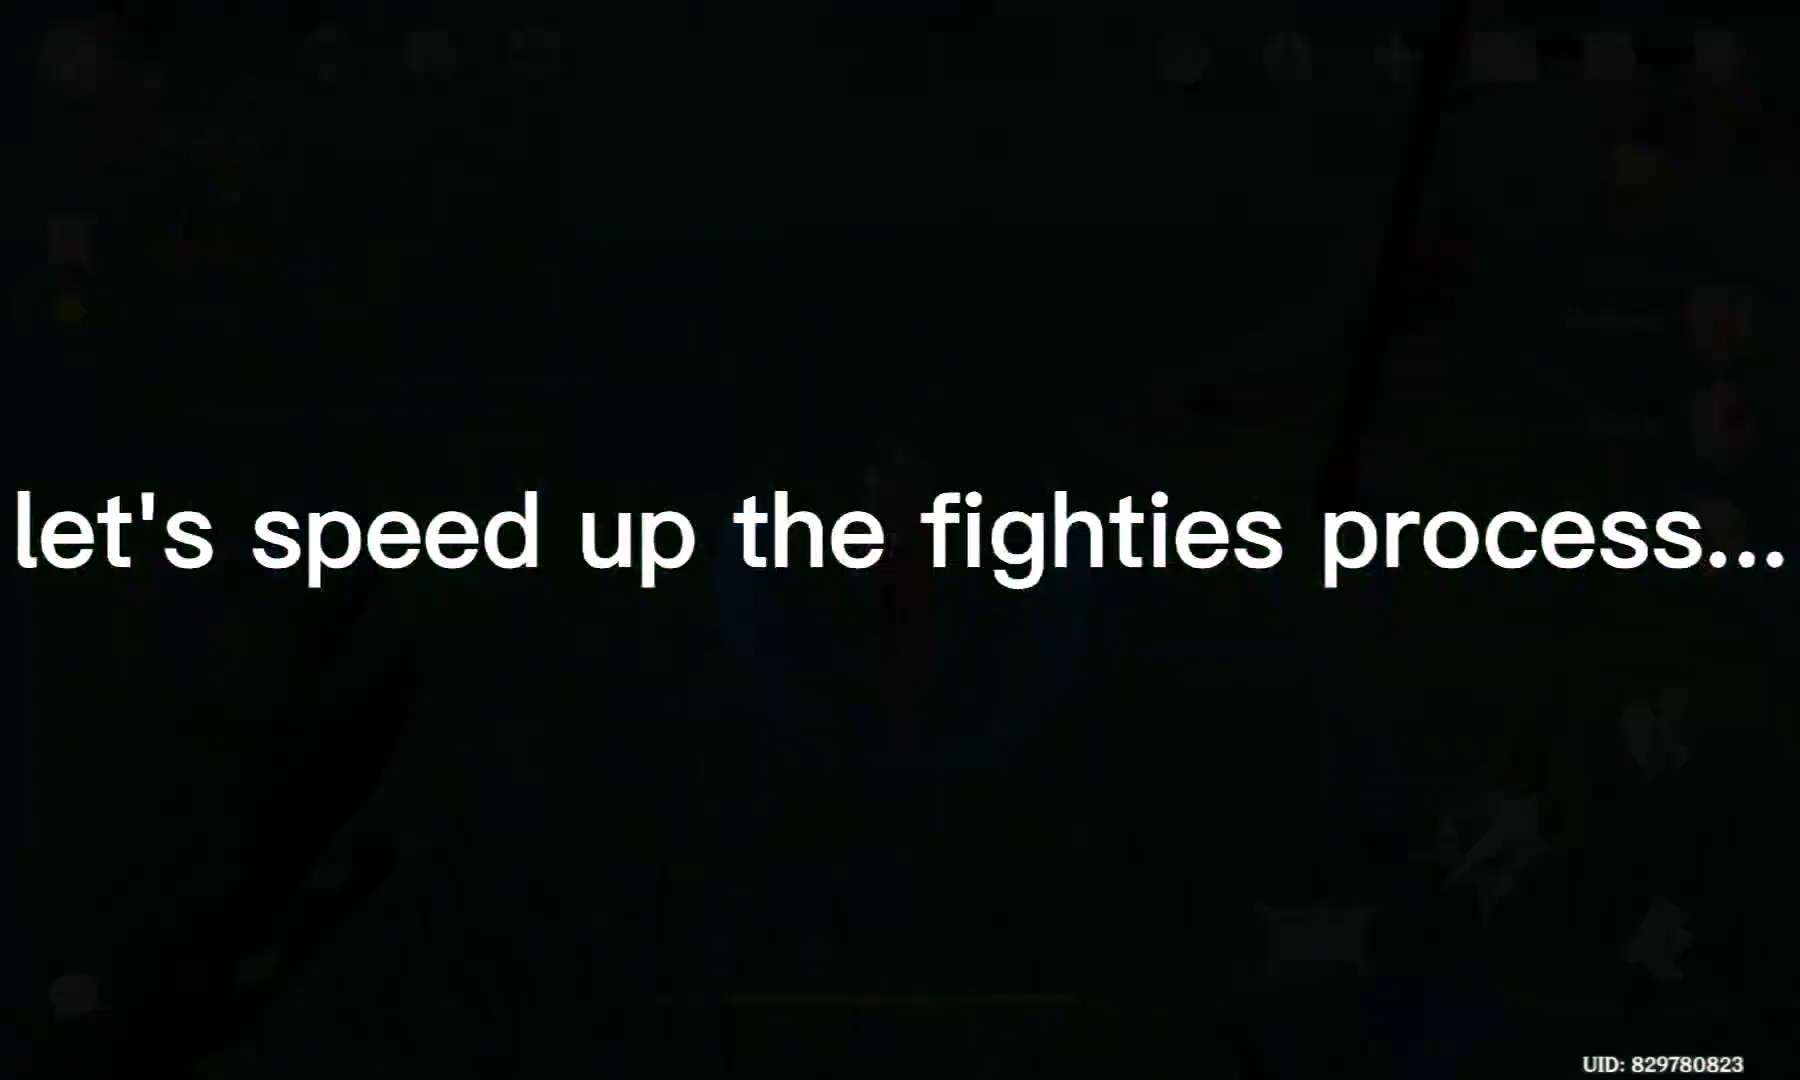 let's speed up the fighties process...
UID: 829780823